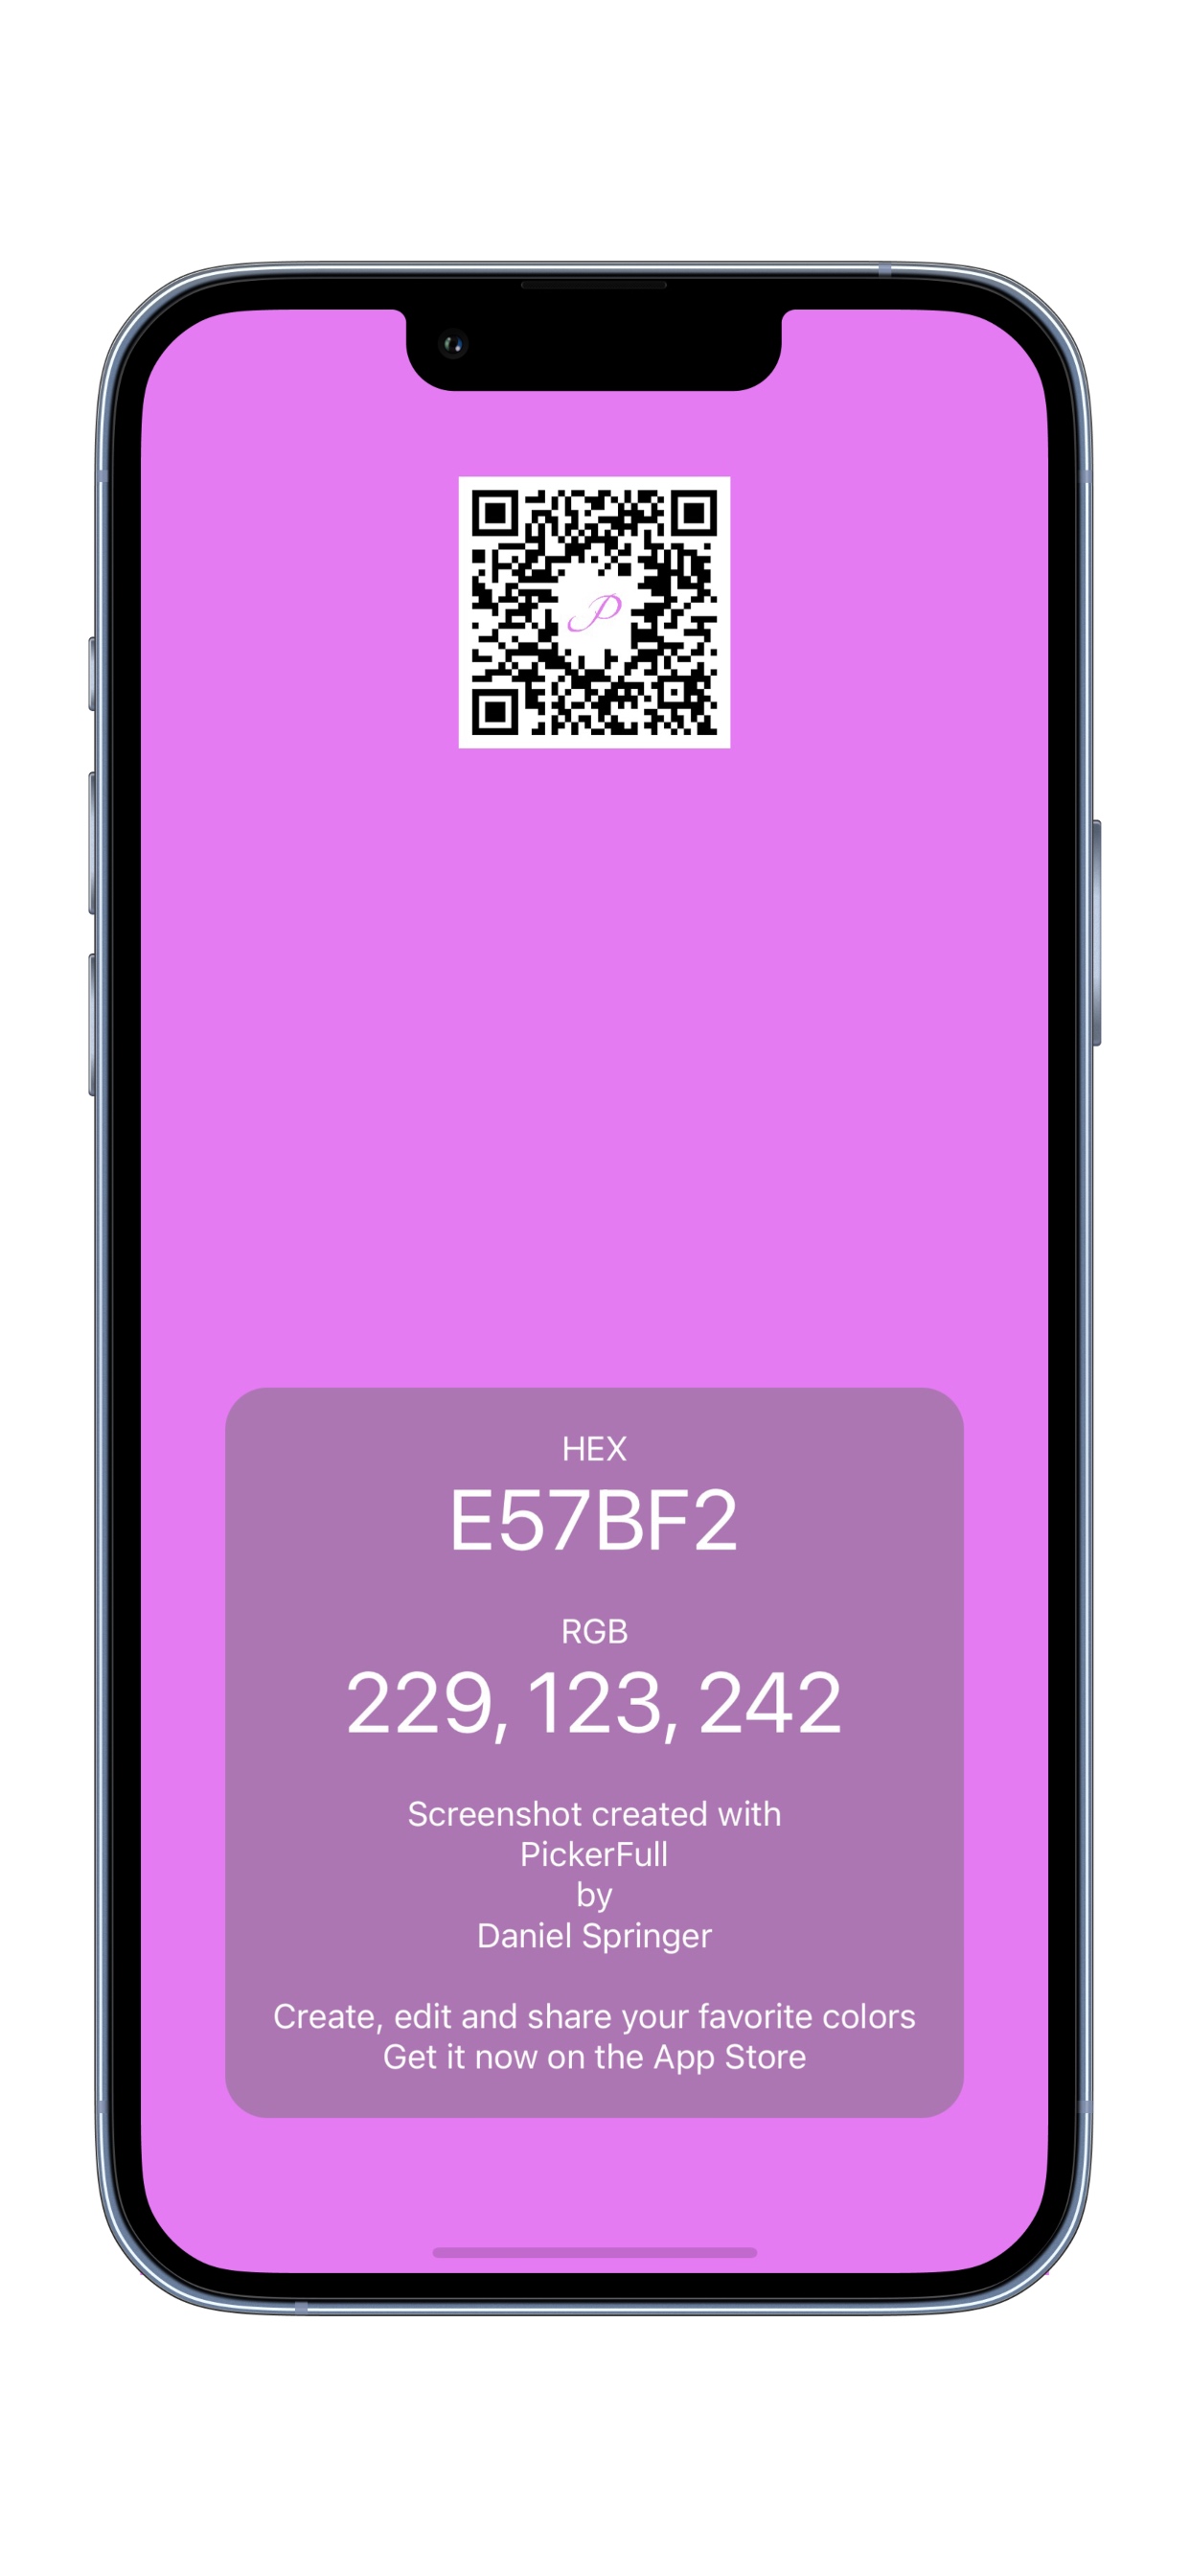 P
HEX
E57BF2
RGB
229, 123, 242
Screenshot created with
PickerFull
by
Daniel Springer
Create, edit and share your favorite colors
Get it now on the App Store